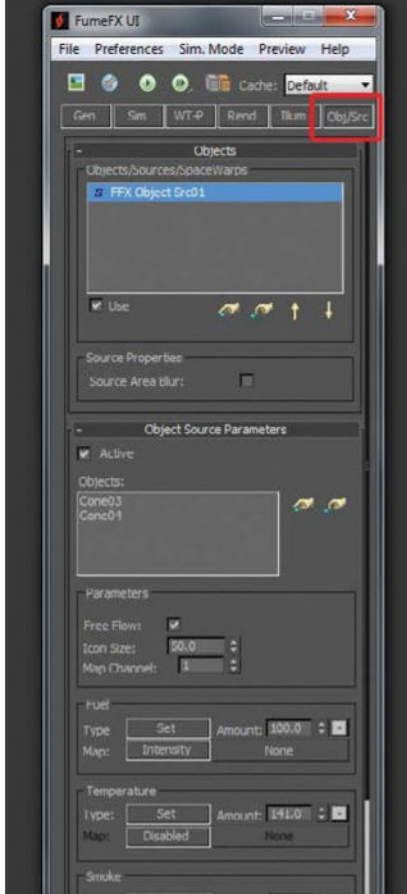 FumeFX UI
File Preferences Sim. Mode Preview Help
Cache: Default
Gen Sim WT-P Rend Illum Obj/Src
- Objects
Objects/Sources/SpaceWarps
FFX Object Src01
Use
Source Properties
Source Area Blur:
- Object Source Parameters
Active
Objects:
Cone03
Cone04
Parameters
Free Flow:
Icon Size: 50.0
Map Channel: 1
Fuel
Type Set Amount: 100.0
Map: Intensity None
Temperature
Type: Set Amount: 141.0
Map: Disabled None
Smoke